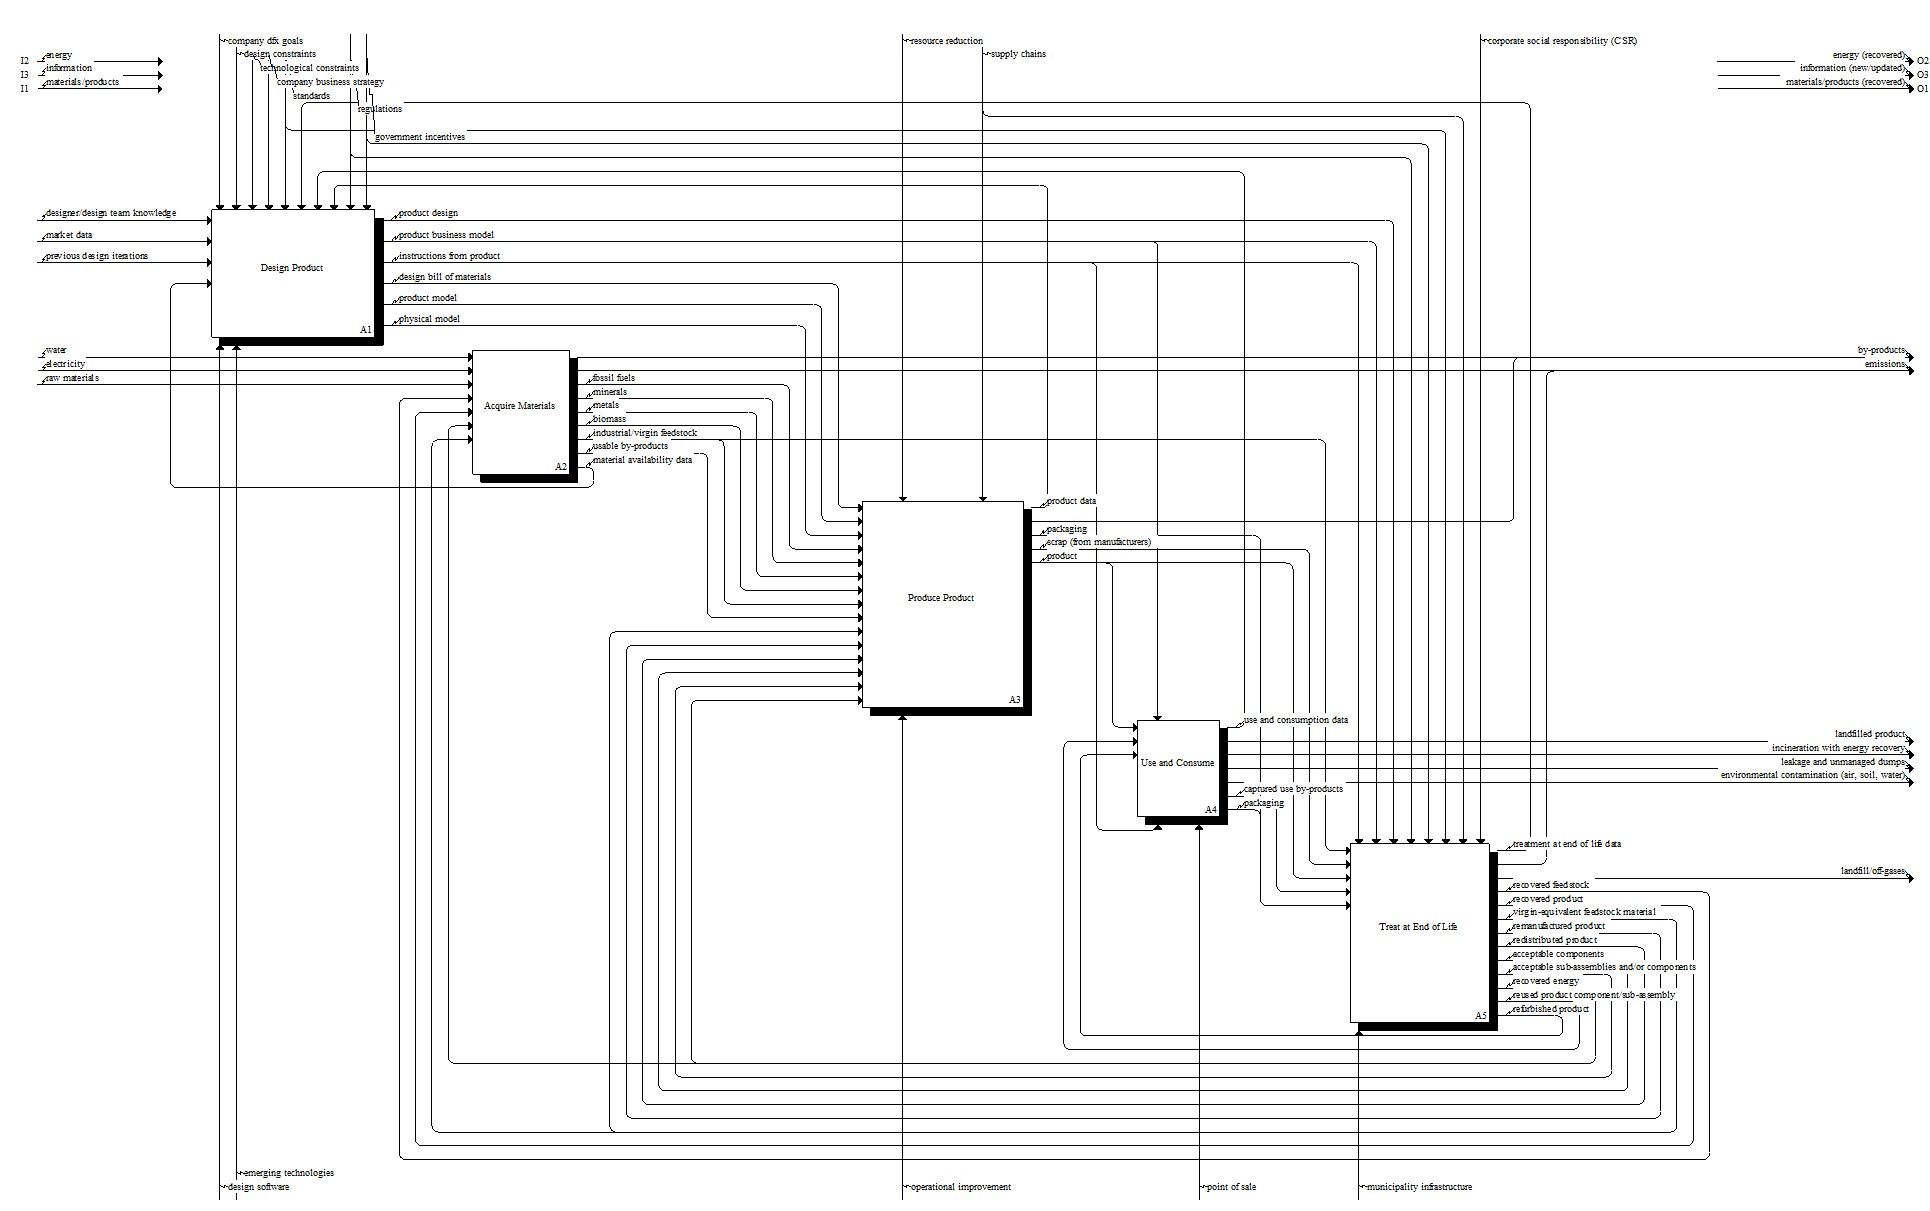 company dfx goals
design constraints
technological constraints
company business strategy
standards
regulations
government incentives
resource reduction
supply chains
corporate social responsibility (CSR)
I2 energy
I3 information
I1 materials/products
energy (recovered) O2
information (new/updated) O3
materials/products (recovered) O1
designer/design team knowledge
market data
previous design iterations
Design Product
A1
product design
product business model
instructions from product
design bill of materials
product model
physical model
water
electricity
raw materials
Acquire Materials
A2
fossil fuels
minerals
metals
biomass
industrial/virgin feedstock
usable by-products
material availability data
by-products
emissions
Produce Product
A3
product data
packaging
scrap (from manufacturers)
product
Use and Consume
A4
use and consumption data
captured use by-products
packaging
landfilled product
incineration with energy recovery
leakage and unmanaged dumps
environmental contamination (air, soil, water)
Treat at End of Life
A5
treatment at end of life data
landfill/off-gases
recovered feedstock
recovered product
virgin-equivalent feedstock material
remanufactured product
redistributed product
acceptable components
acceptable sub-assemblies and/or components
recovered energy
reused product component/sub-assembly
refurbished product
emerging technologies
design software
operational improvement
point of sale
municipality infrastructure